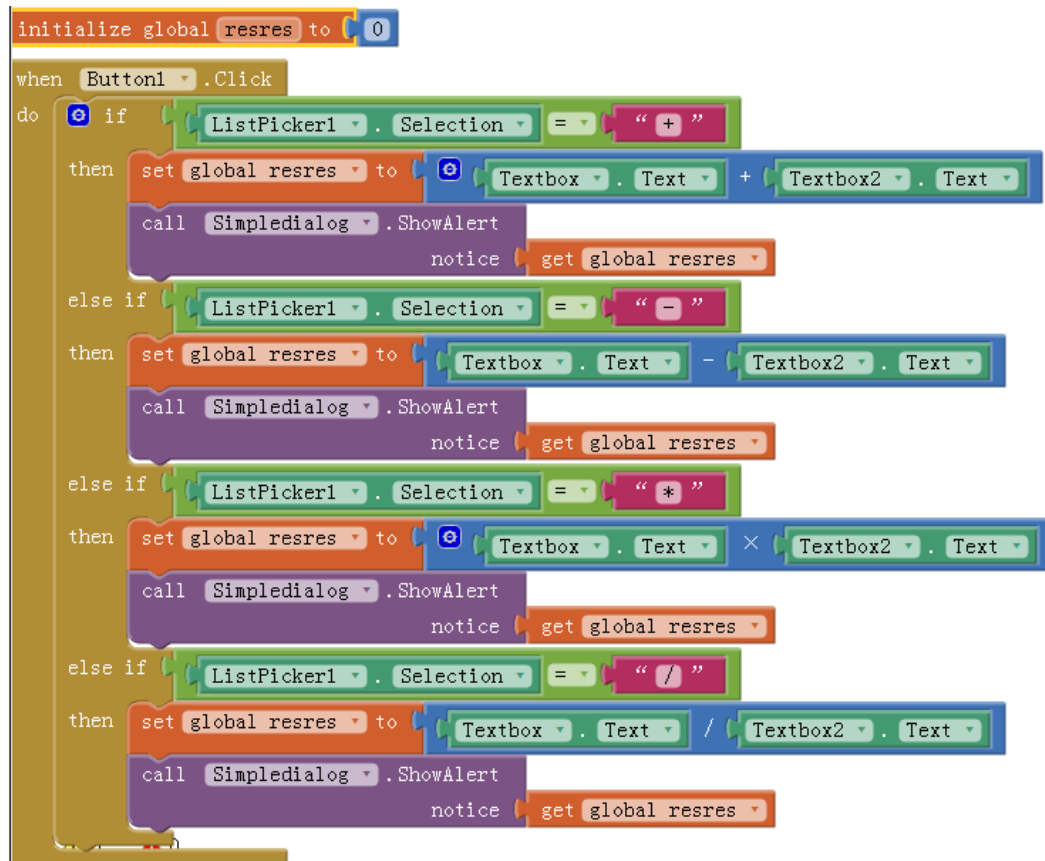 initialize global resres to 0
when Button1 . Click
do if ListPicker1 . Selection = “ + ”
then set global resres to Textbox . Text + Textbox2 . Text
call Simpledialog . ShowAlert
notice get global resres
else if ListPicker1 . Selection = “ - ”
then set global resres to Textbox . Text - Textbox2 . Text
call Simpledialog . ShowAlert
notice get global resres
else if ListPicker1 . Selection = “ * ”
then set global resres to Textbox . Text × Textbox2 . Text
call Simpledialog . ShowAlert
notice get global resres
else if ListPicker1 . Selection = “ / ”
then set global resres to Textbox . Text / Textbox2 . Text
call Simpledialog . ShowAlert
notice get global resres